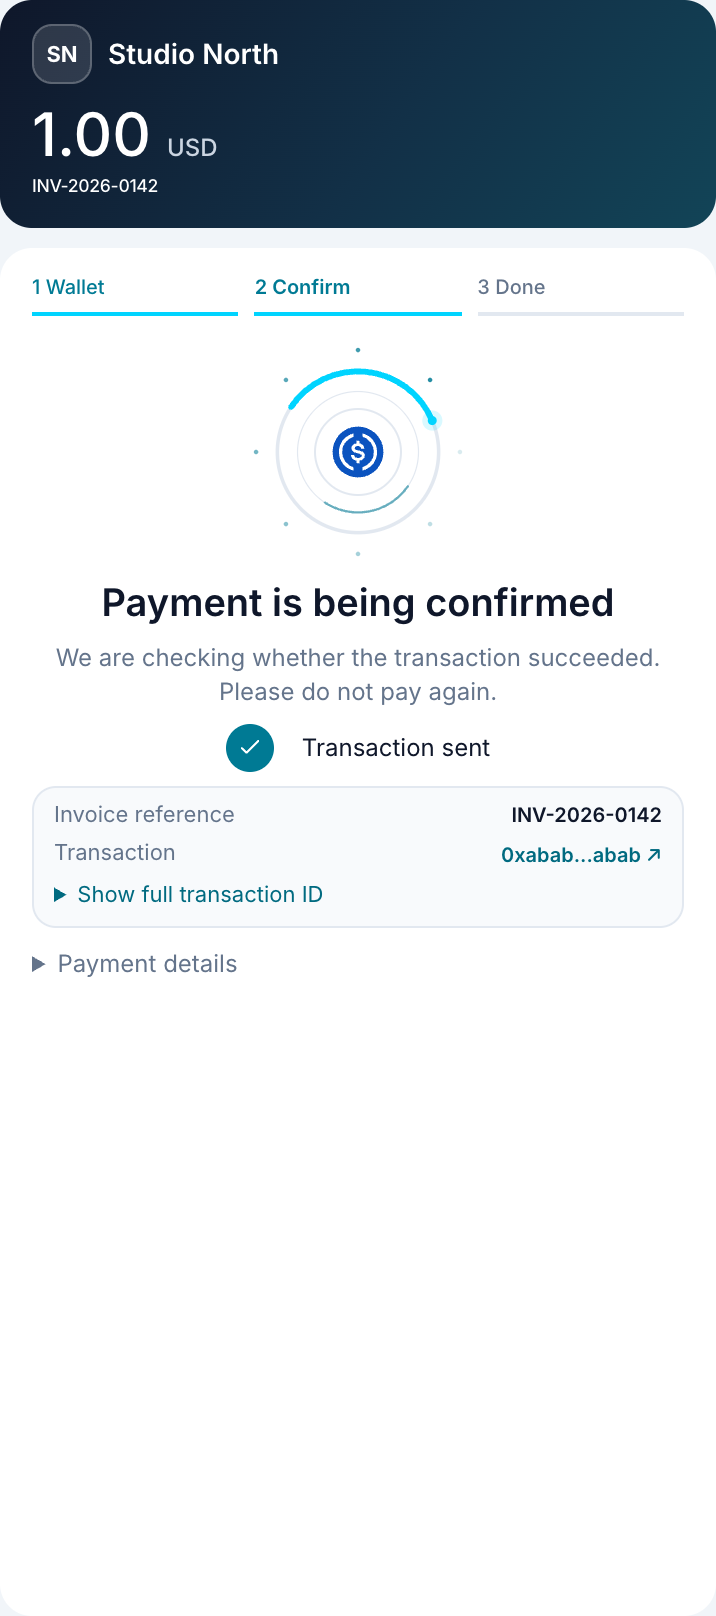 SN
Studio North
1.00 USD
INV-2026-0142
1 Wallet
2 Confirm
3 Done
$
Payment is being confirmed
We are checking whether the transaction succeeded.
Please do not pay again.
Transaction sent
Invoice reference
INV-2026-0142
Transaction
0xabab...abab ↗
Show full transaction ID
Payment details